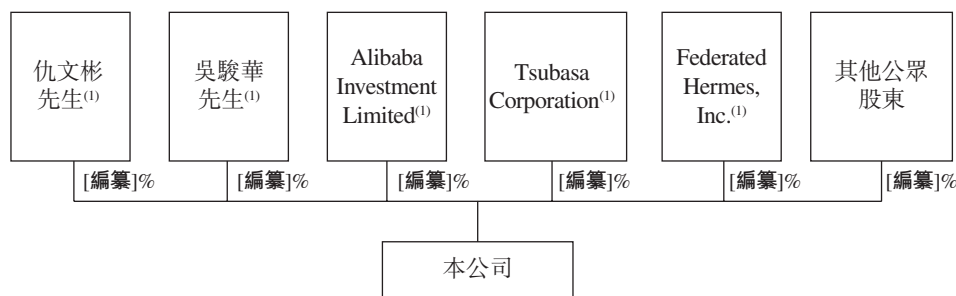 仇文彬
先生(1)
吳駿華
先生(1)
Alibaba
Investment
Limited(1)
Tsubasa
Corporation(1)
Federated
Hermes,
Inc.(1)
其他公眾
股東
[編纂]%
[編纂]%
[編纂]%
[編纂]%
[編纂]%
[編纂]%
本公司